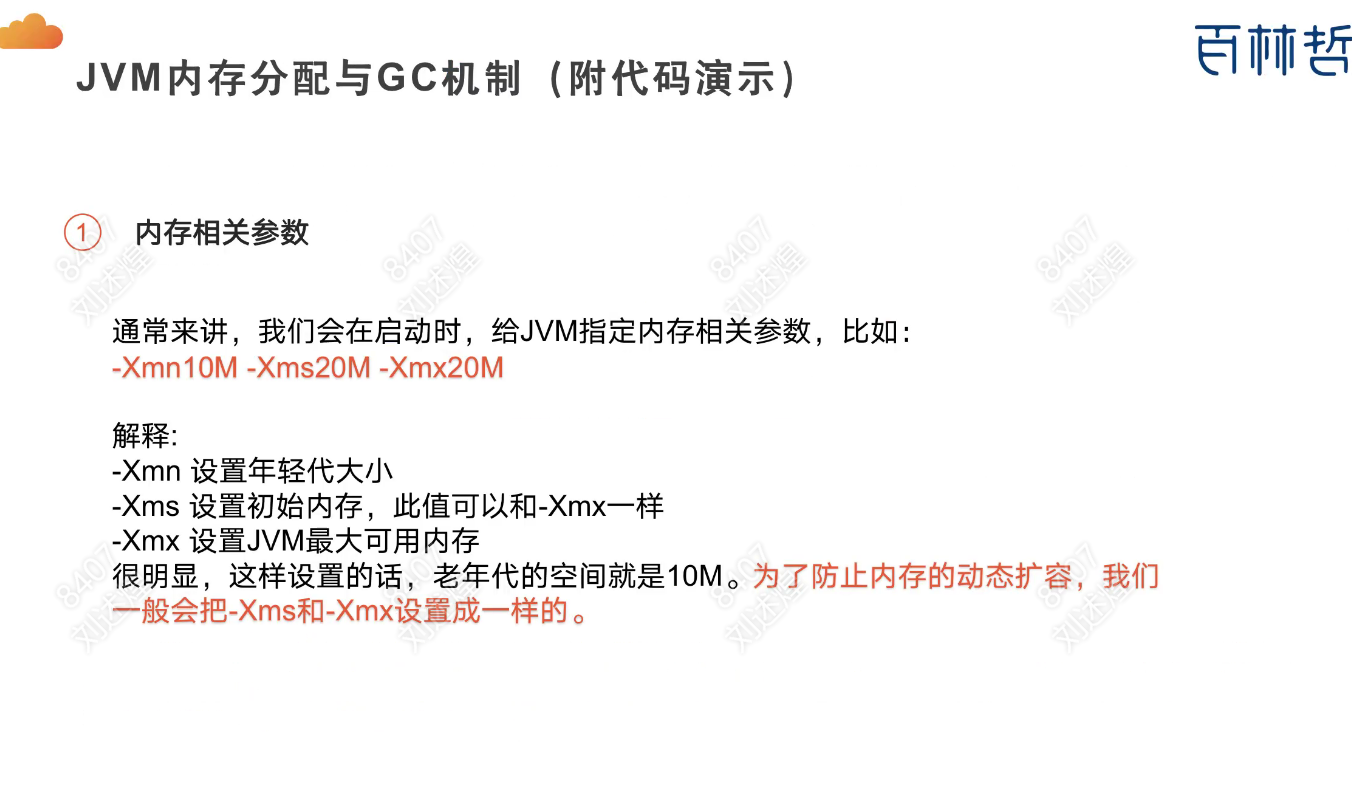 百林哲
JVM内存分配与GC机制（附代码演示）
1 内存相关参数
通常来讲，我们会在启动时，给JVM指定内存相关参数，比如：
-Xmn10M -Xms20M -Xmx20M
解释:
-Xmn 设置年轻代大小
-Xms 设置初始内存，此值可以和-Xmx一样
-Xmx 设置JVM最大可用内存
很明显，这样设置的话，老年代的空间就是10M。为了防止内存的动态扩容，我们
一般会把-Xms和-Xmx设置成一样的。
8407
刘述煌
8407
刘述煌
8407
刘述煌
8407
刘述煌
8407
刘述煌
8407
刘述煌
8407
刘述煌
8407
刘述煌